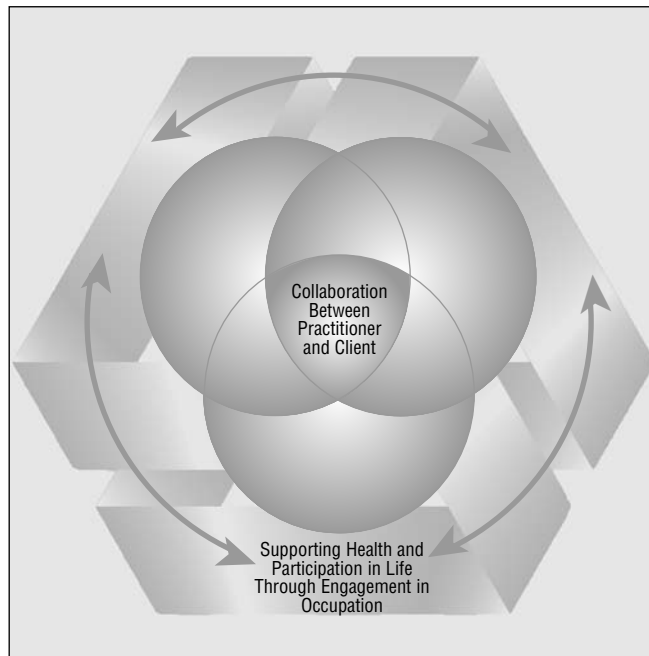 Collaboration
Between
Practitioner
and Client
Supporting Health and
Participation in Life
Through Engagement in
Occupation